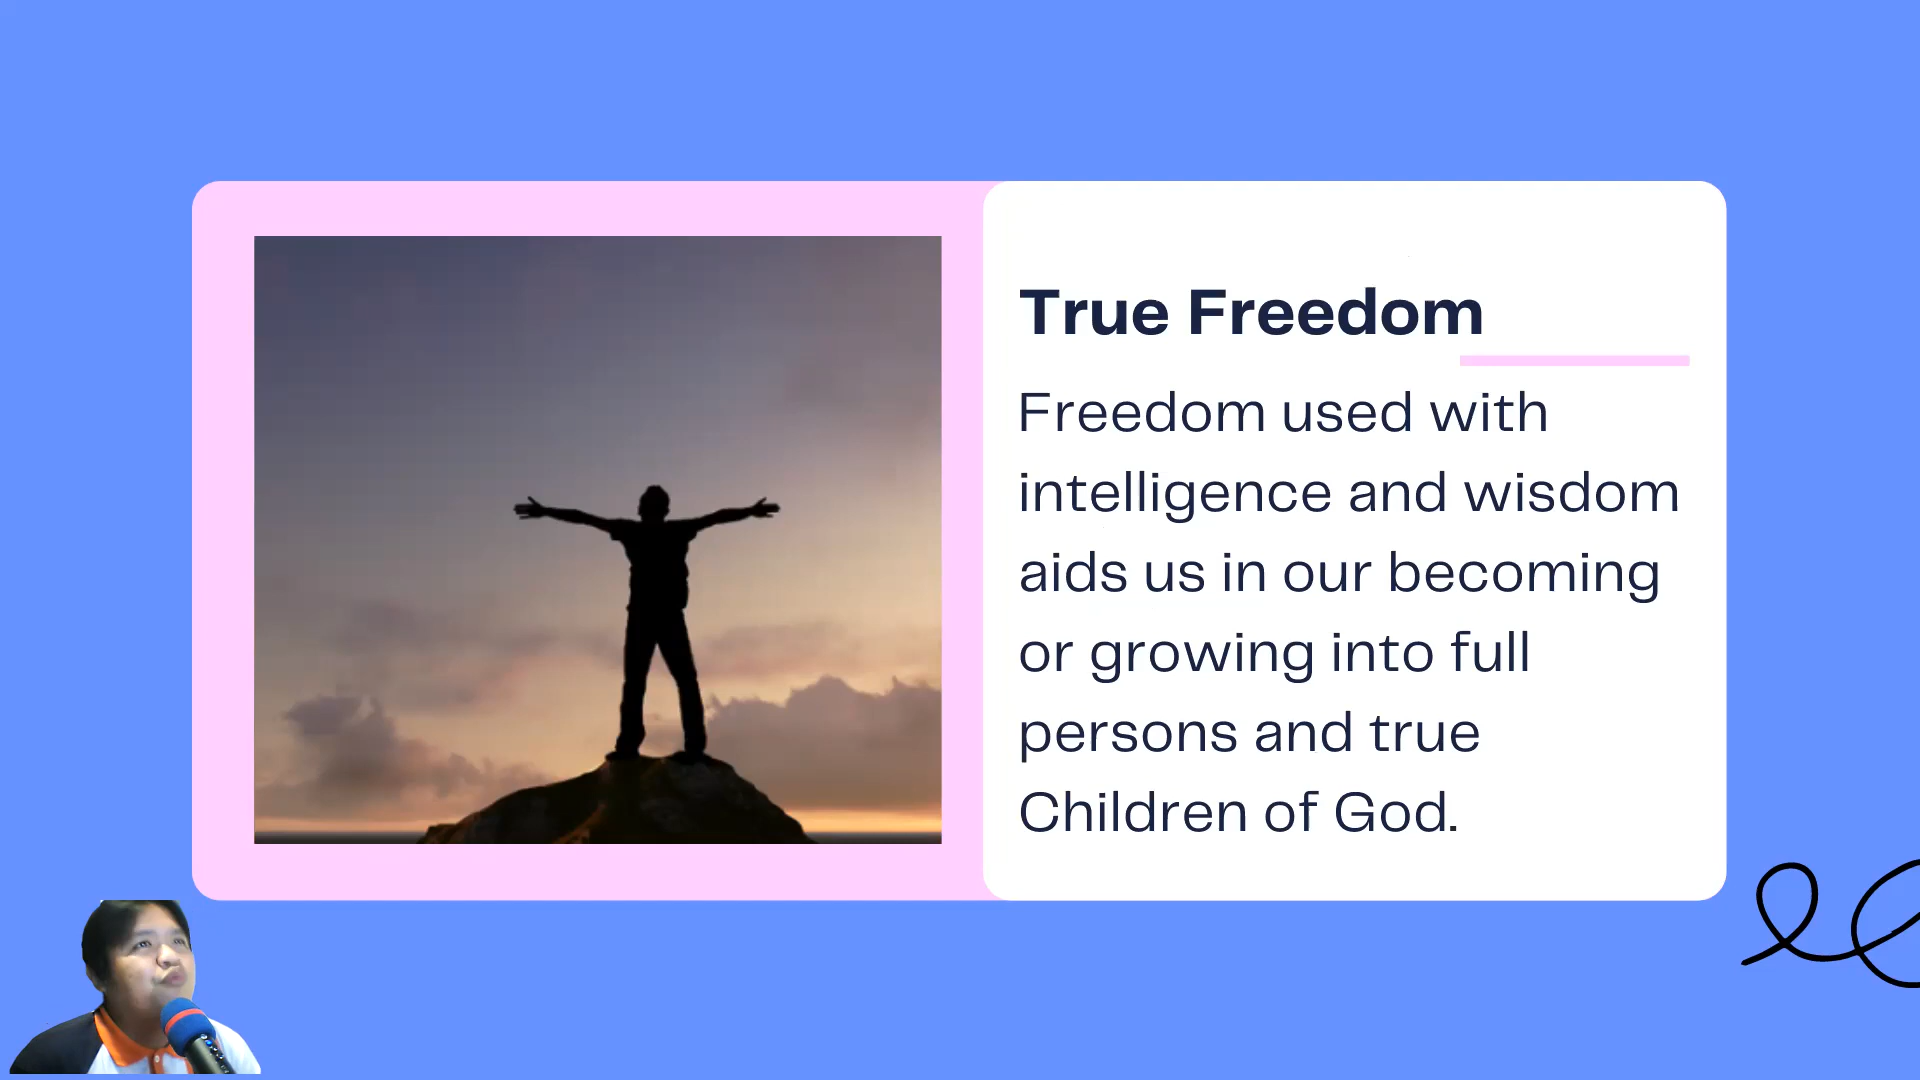 True Freedom
Freedom used with
intelligence and wisdom
aids us in our becoming
or growing into full
persons and true
Children of God.